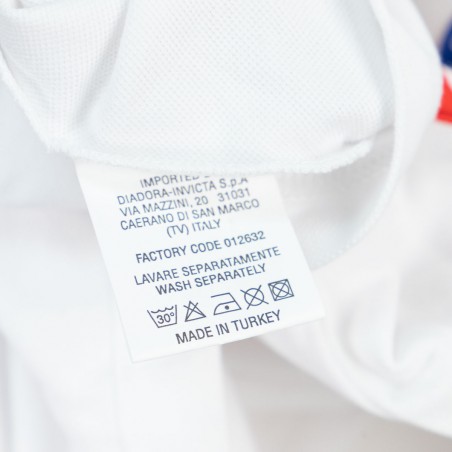 IMPORTED
DIADORA-INVICTA S.p.A
VIA MAZZINI, 20 31031
CAERANO DI SAN MARCO
(TV) ITALY
FACTORY CODE 012632
LAVARE SEPARATAMENTE
WASH SEPARATELY
30°
MADE IN TURKEY